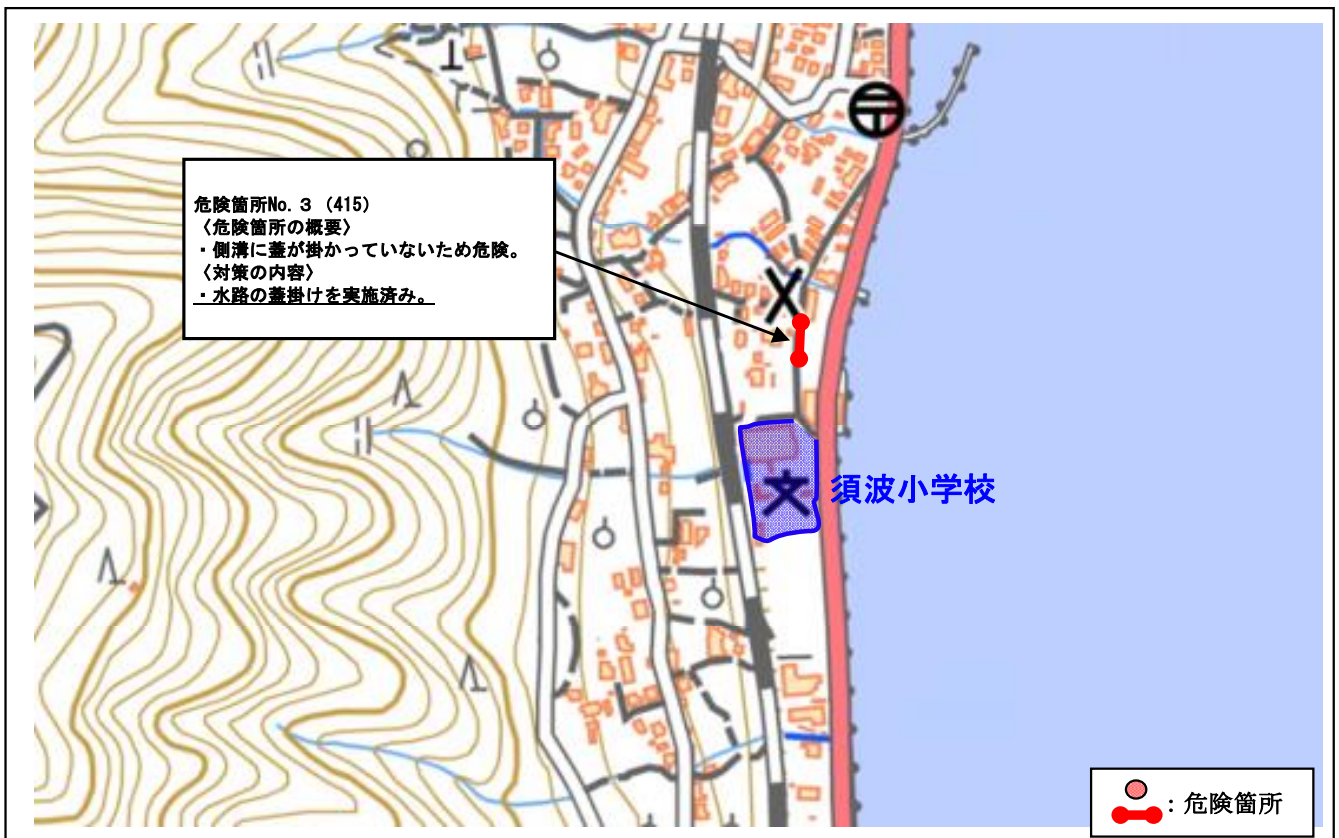 危険箇所No.３（415）
〈危険箇所の概要〉
・側溝に蓋が掛かっていないため危険。
〈対策の内容〉
・水路の蓋掛けを実施済み。
須波小学校
：危険箇所